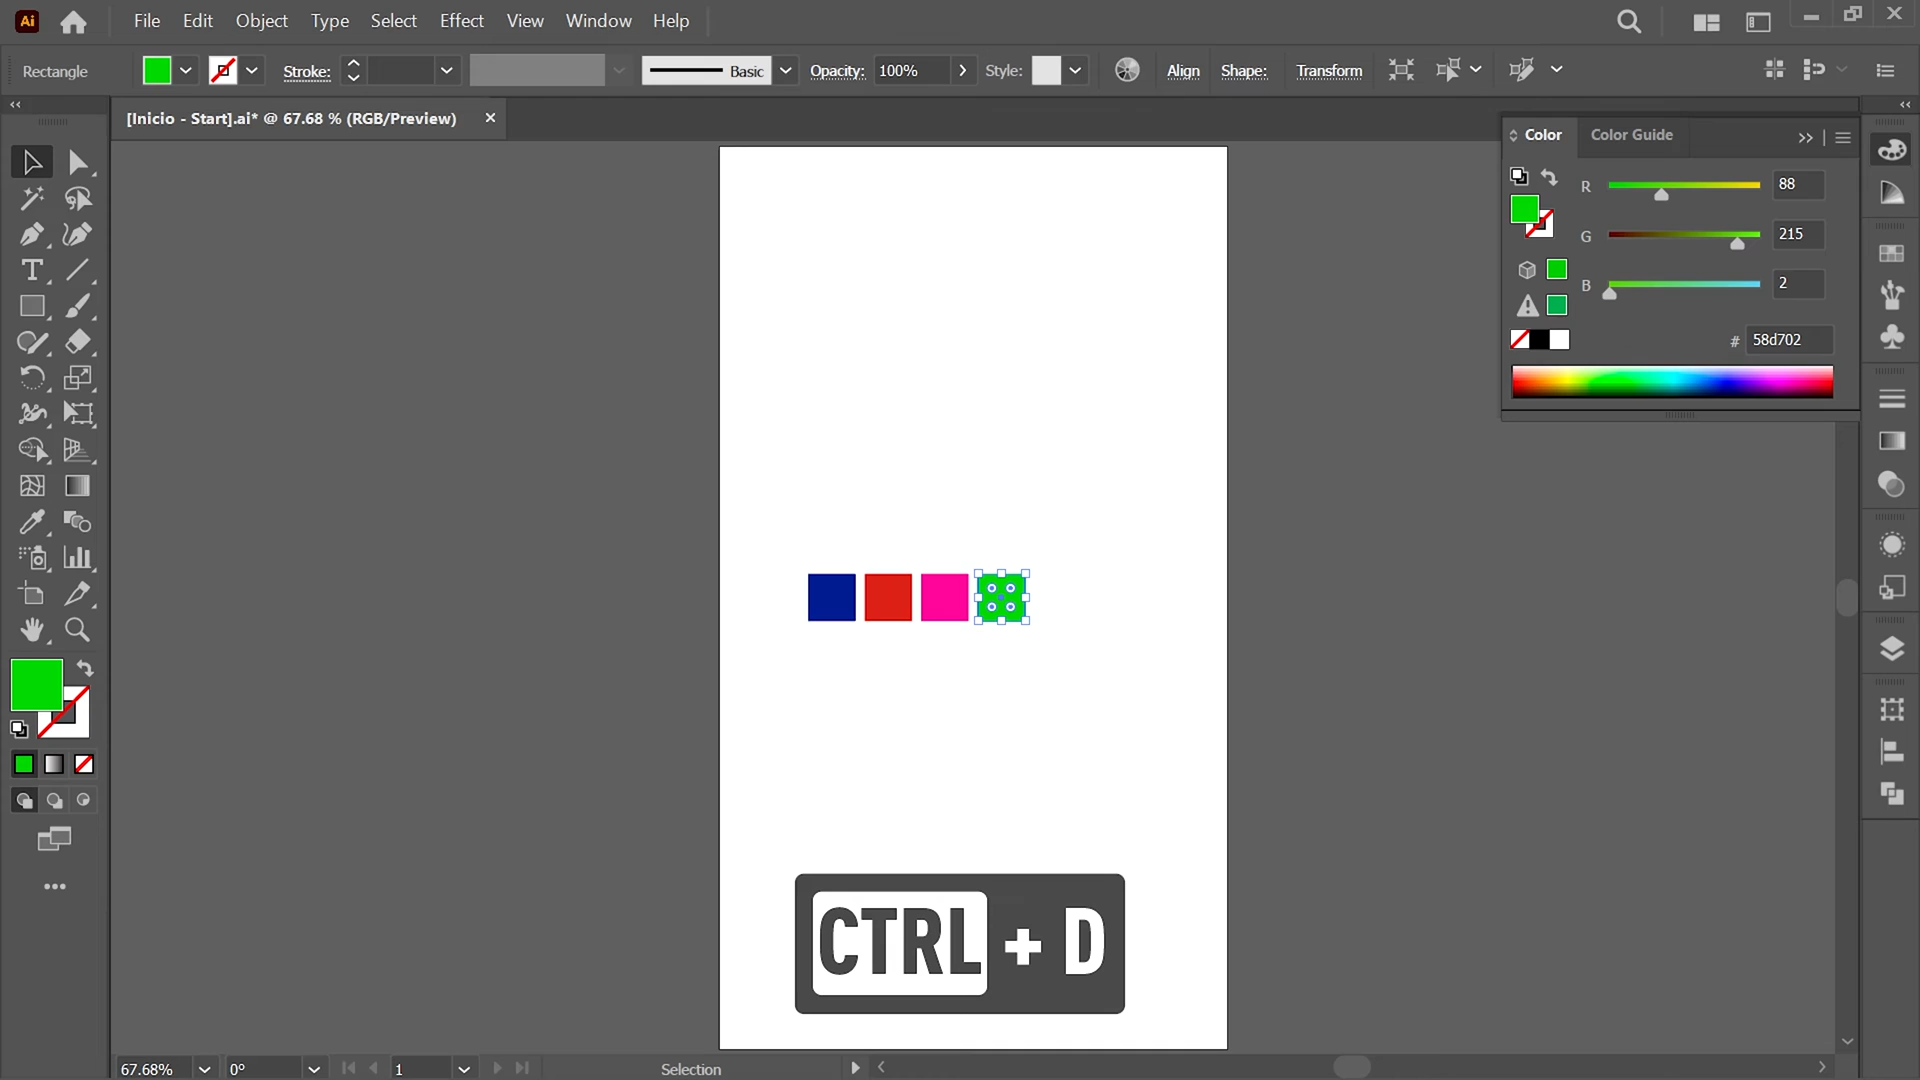 Ai File Edit Object Type Select Effect View Window Help
Rectangle Stroke: Basic Opacity: 100% Style: Align Shape: Transform
[Inicio - Start].ai* @ 67.68 % (RGB/Preview)
Color Color Guide
R 88
G 215
B 2
# 58d702
CTRL + D
67.68% 0° 1 Selection